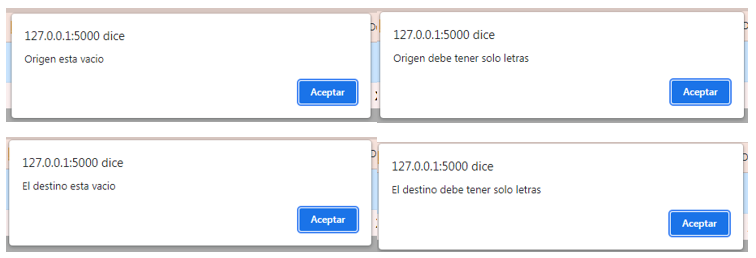 127.0.0.1:5000 dice
Origen esta vacio
Aceptar
127.0.0.1:5000 dice
Origen debe tener solo letras
Aceptar
127.0.0.1:5000 dice
El destino esta vacio
Aceptar
127.0.0.1:5000 dice
El destino debe tener solo letras
Aceptar